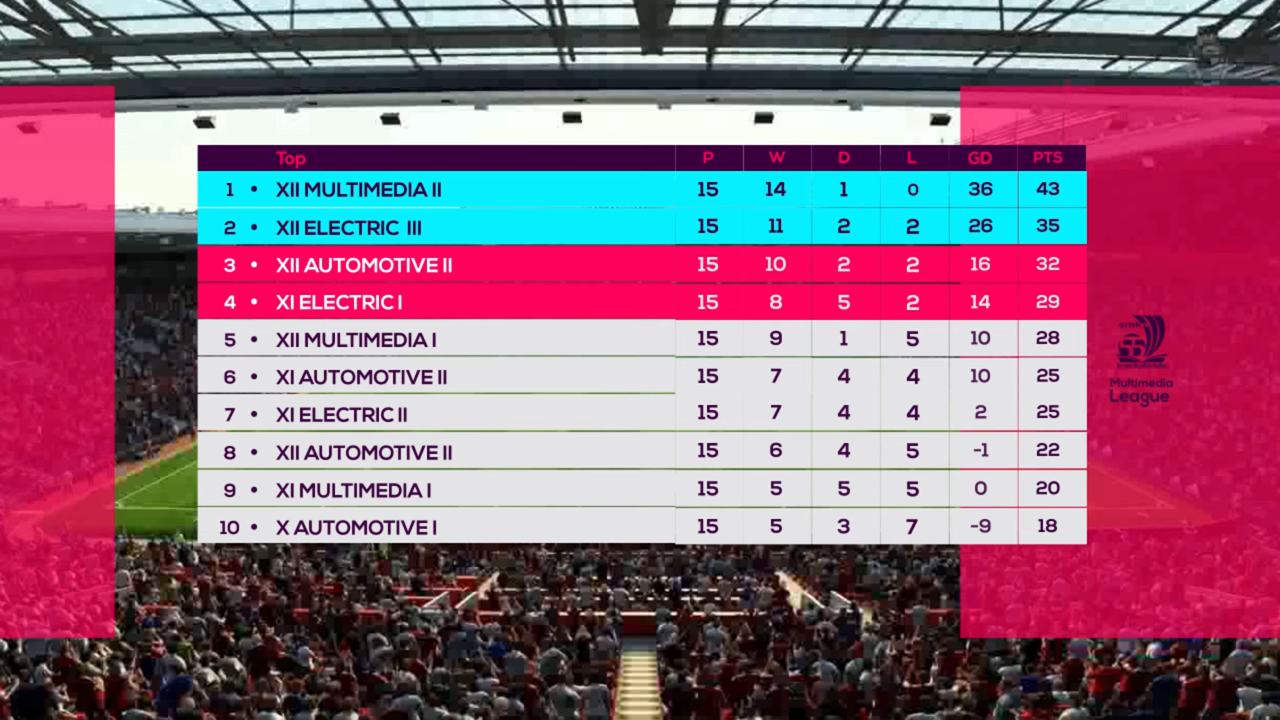 Top P W D L GD PTS
1 • XII MULTIMEDIA II 15 14 1 0 36 43
2 • XII ELECTRIC III 15 11 2 2 26 35
3 • XII AUTOMOTIVE II 15 10 2 2 16 32
4 • XI ELECTRIC I 15 8 5 2 14 29
5 • XII MULTIMEDIA I 15 9 1 5 10 28
6 • XI AUTOMOTIVE II 15 7 4 4 10 25
7 • XI ELECTRIC II 15 7 4 4 2 25
8 • XII AUTOMOTIVE II 15 6 4 5 -1 22
9 • XI MULTIMEDIA I 15 5 5 5 0 20
10 • X AUTOMOTIVE I 15 5 3 7 -9 18
smk
Multimedia
League